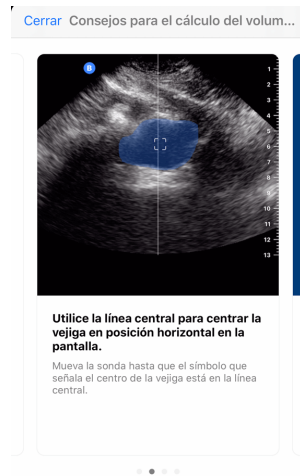 Cerrar Consejos para el cálculo del volum...
B
1
2
3
4
5
6
7
8
9
10
11
12
13
Utilice la línea central para centrar la
vejiga en posición horizontal en la
pantalla.
Mueva la sonda hasta que el símbolo que
señala el centro de la vejiga está en la línea
central.